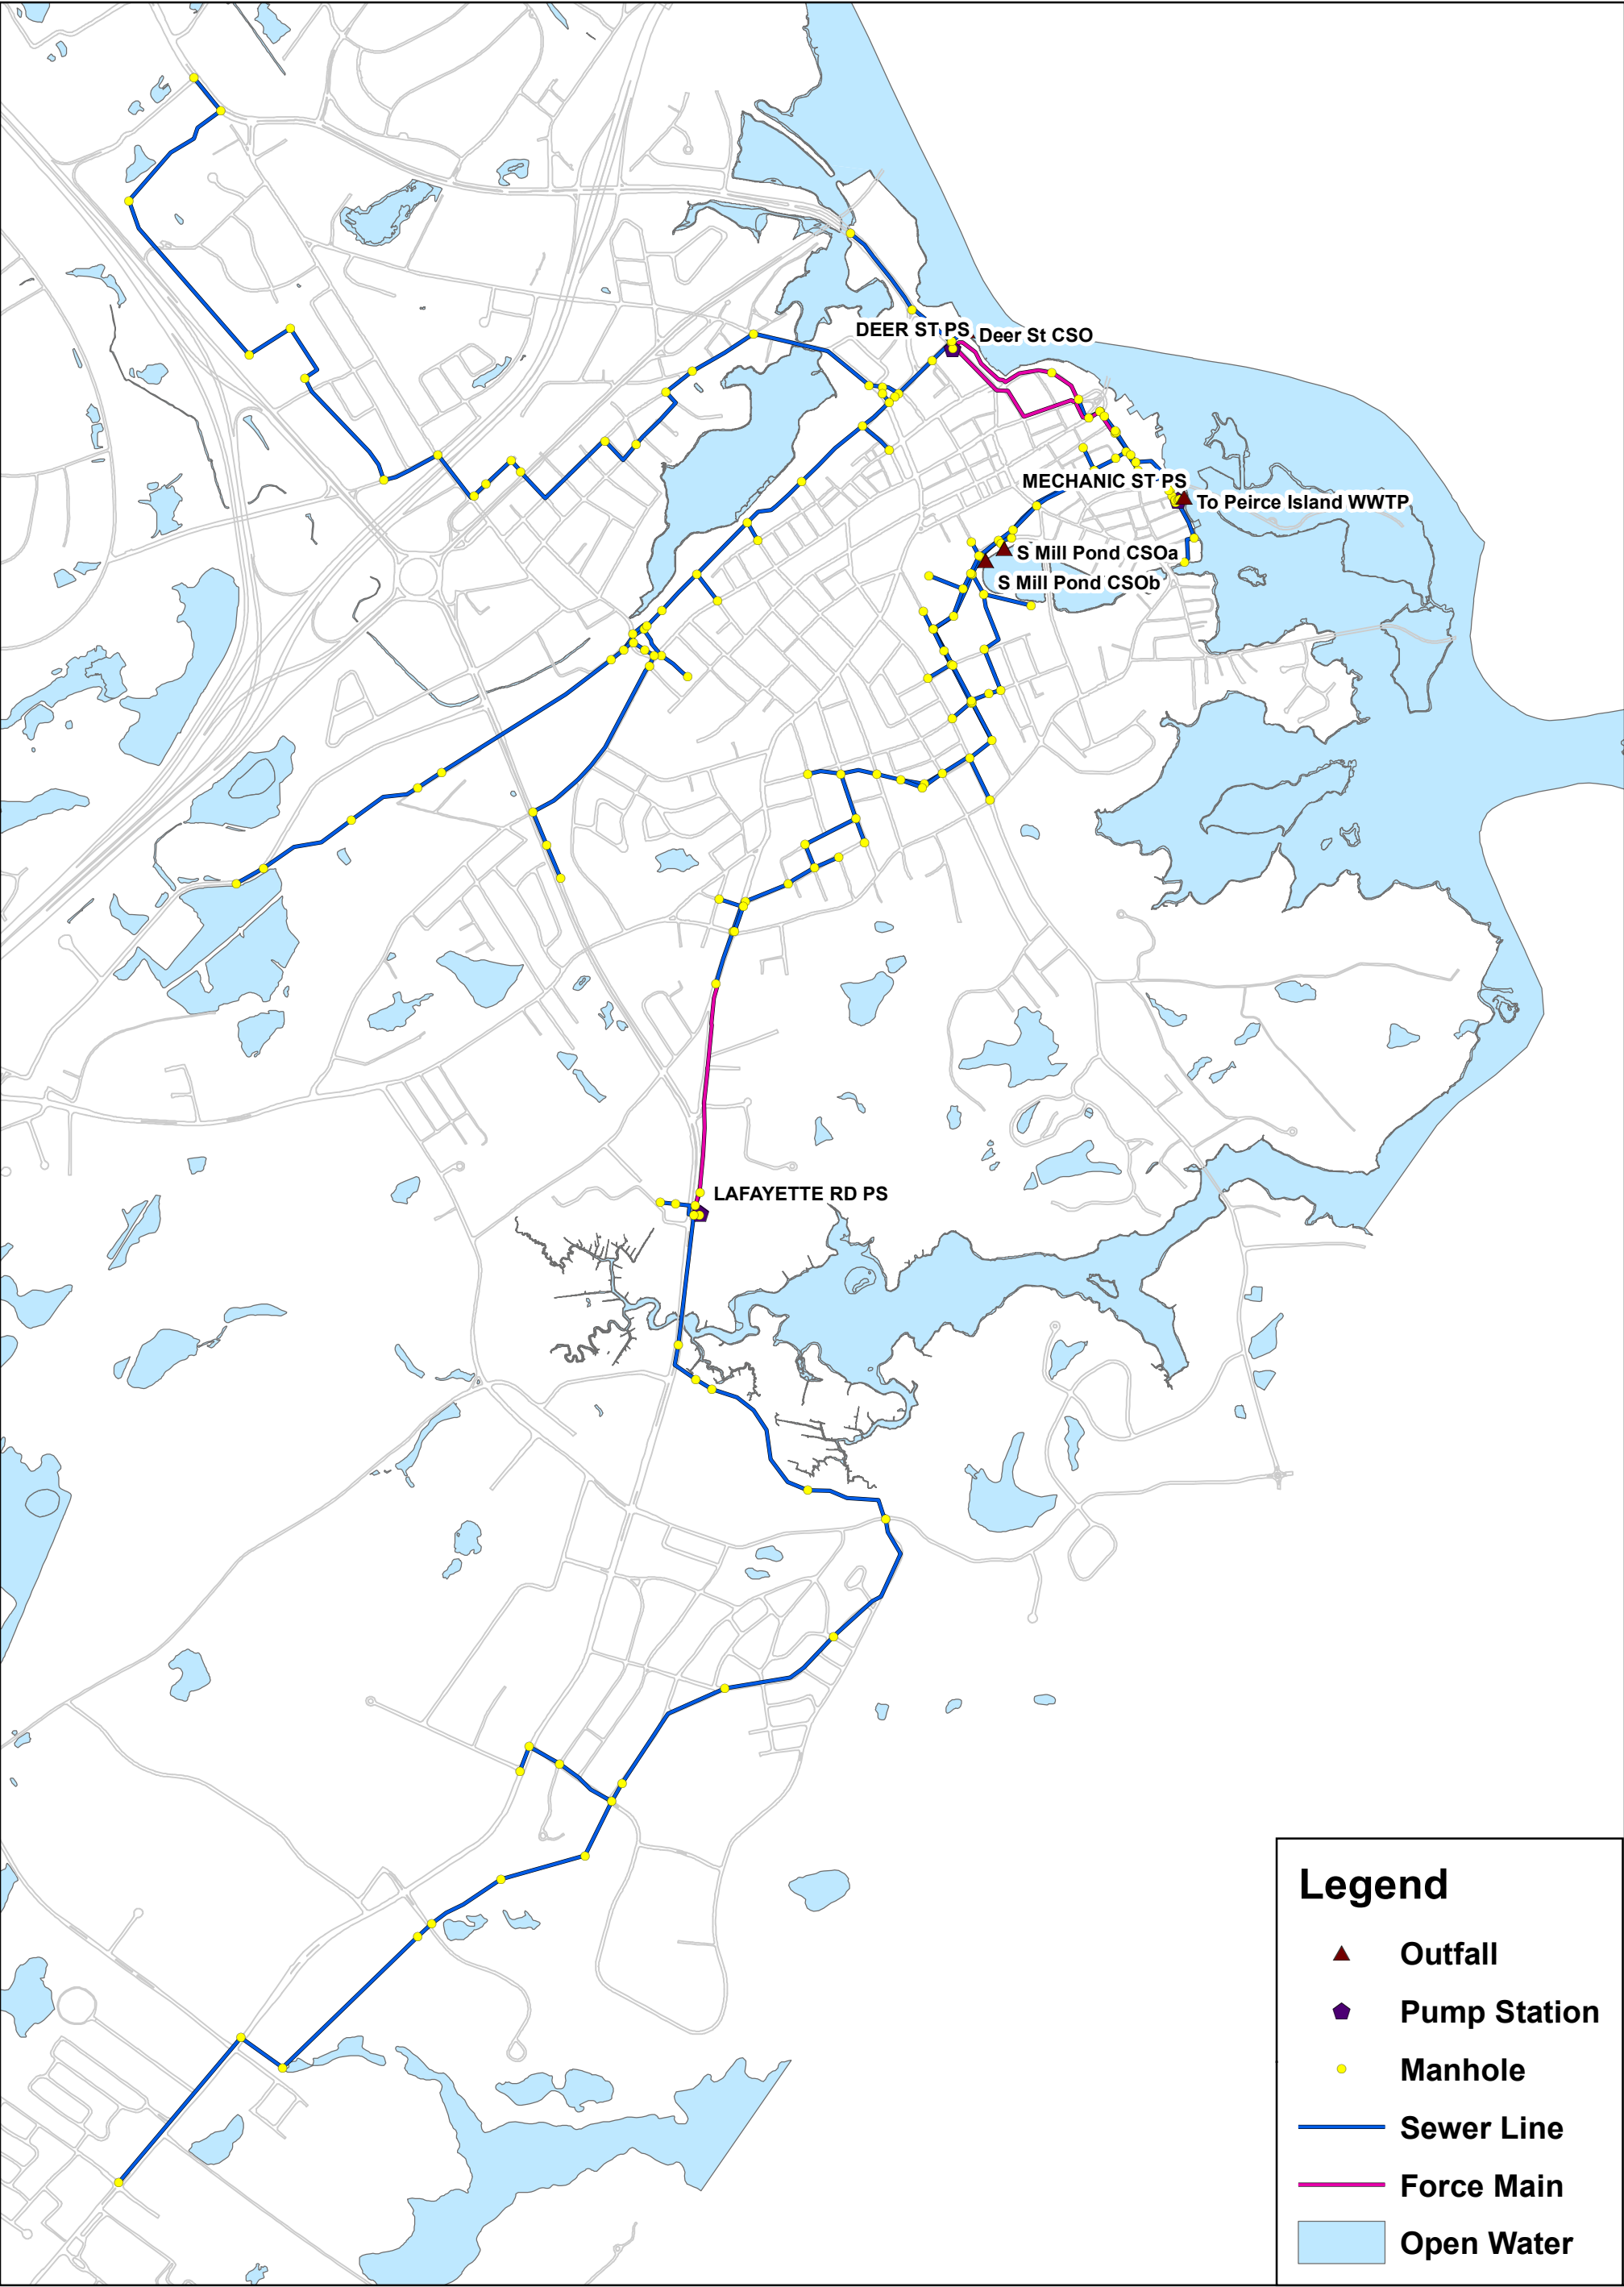 DEER ST PS
Deer St CSO
MECHANIC ST PS
To Peirce Island WWTP
S Mill Pond CSOa
S Mill Pond CSOb
LAFAYETTE RD PS
Legend
Outfall
Pump Station
Manhole
Sewer Line
Force Main
Open Water